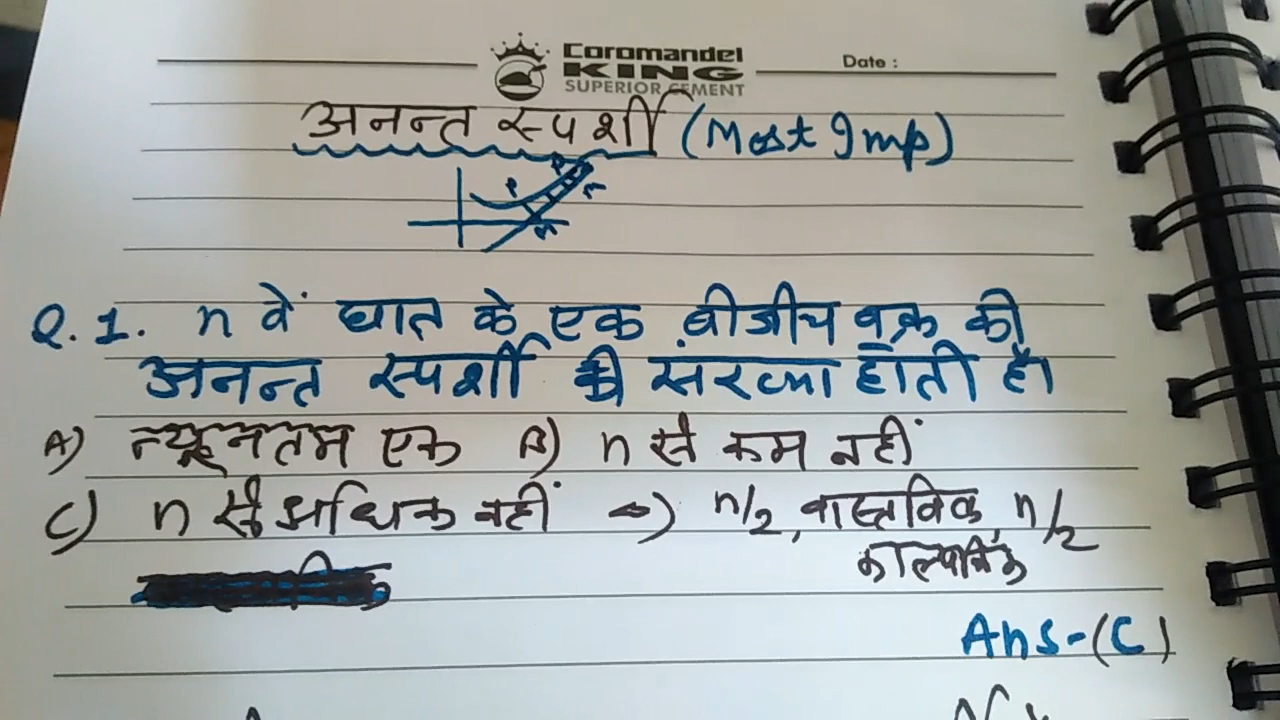 Coromandel
KING
SUPERIOR CEMENT
Date :
अनन्त स्पर्शी (Most Imp)
Q.1. n वें घात के एक बीजीय वक्र की
अनन्त स्पर्शी की संख्या होती है।
A) न्यूनतम एक B) n से कम नहीं
C) n से अधिक नहीं D) n/2, वास्तविक, n/2
काल्पनिक
Ans-(C)